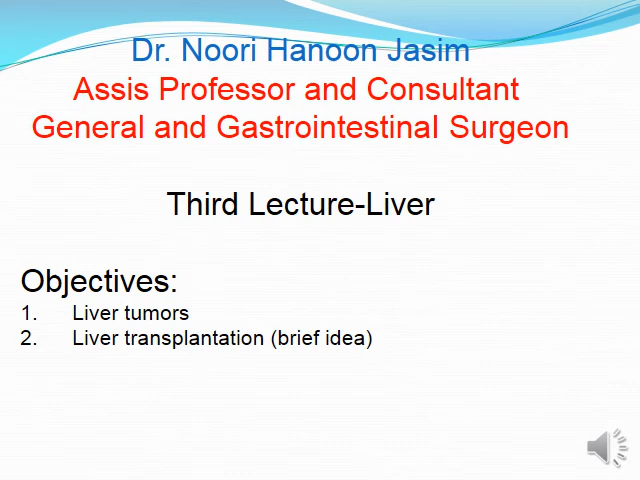 Dr. Noori Hanoon Jasim
Assis Professor and Consultant
General and Gastrointestinal Surgeon
Third Lecture-Liver
Objectives:
1. Liver tumors
2. Liver transplantation (brief idea)